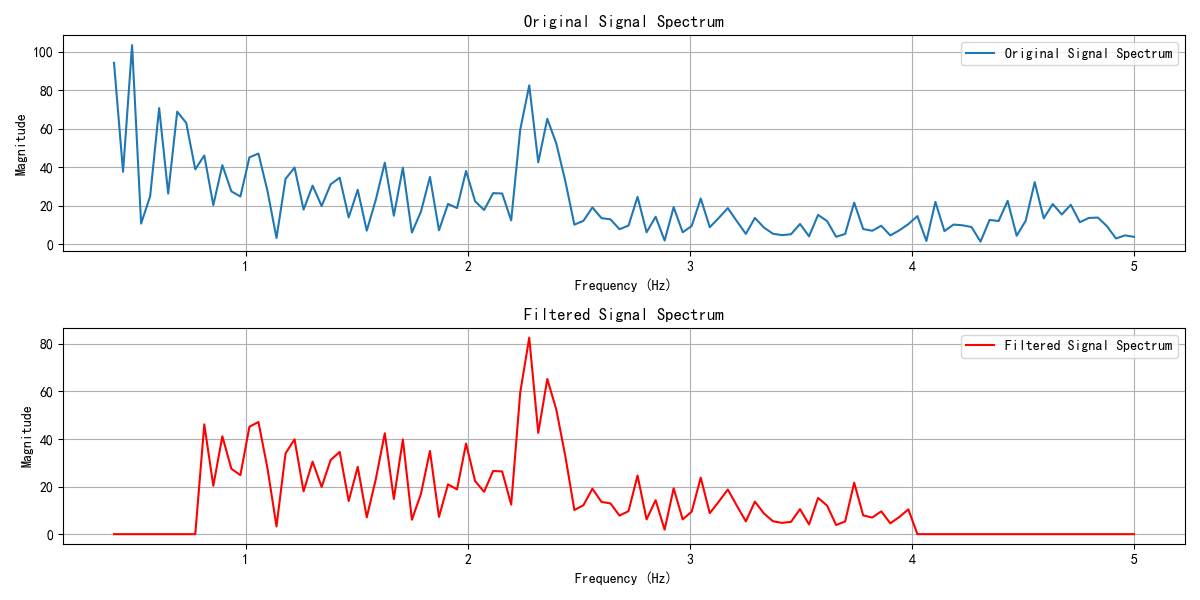 Original Signal Spectrum
Original Signal Spectrum
Magnitude
100
80
60
40
20
0
1 2 3 4 5
Frequency (Hz)
Filtered Signal Spectrum
Filtered Signal Spectrum
Magnitude
80
60
40
20
0
1 2 3 4 5
Frequency (Hz)